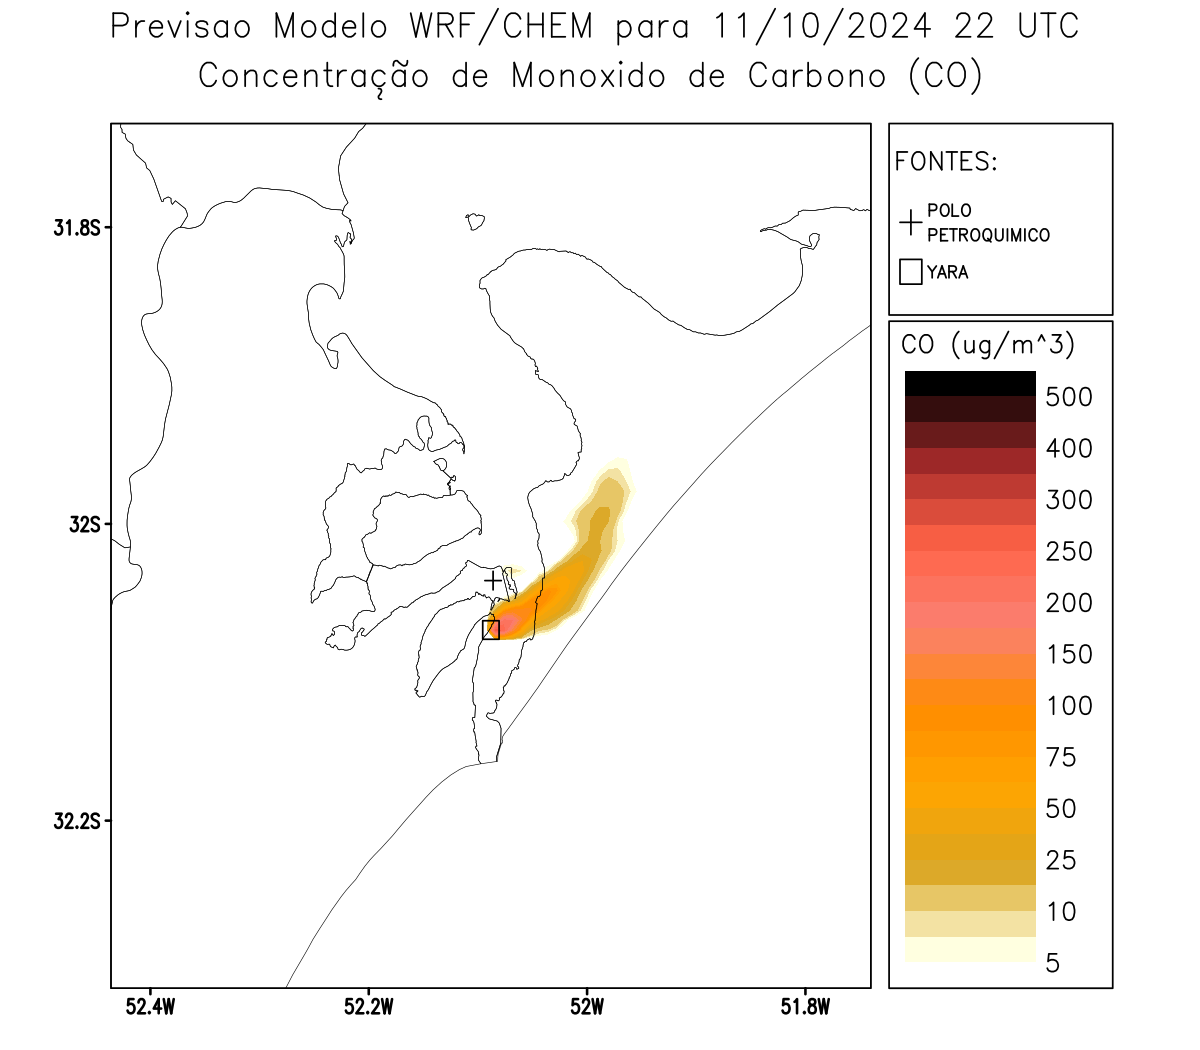 Previsao Modelo WRF/CHEM para 11/10/2024 22 UTC
Concentração de Monoxido de Carbono (CO)
FONTES:
POLO
PETROQUIMICO
YARA
CO (ug/m^3)
500
400
300
250
200
150
100
75
50
25
10
5
31.8S
32S
32.2S
52.4W 52.2W 52W 51.8W